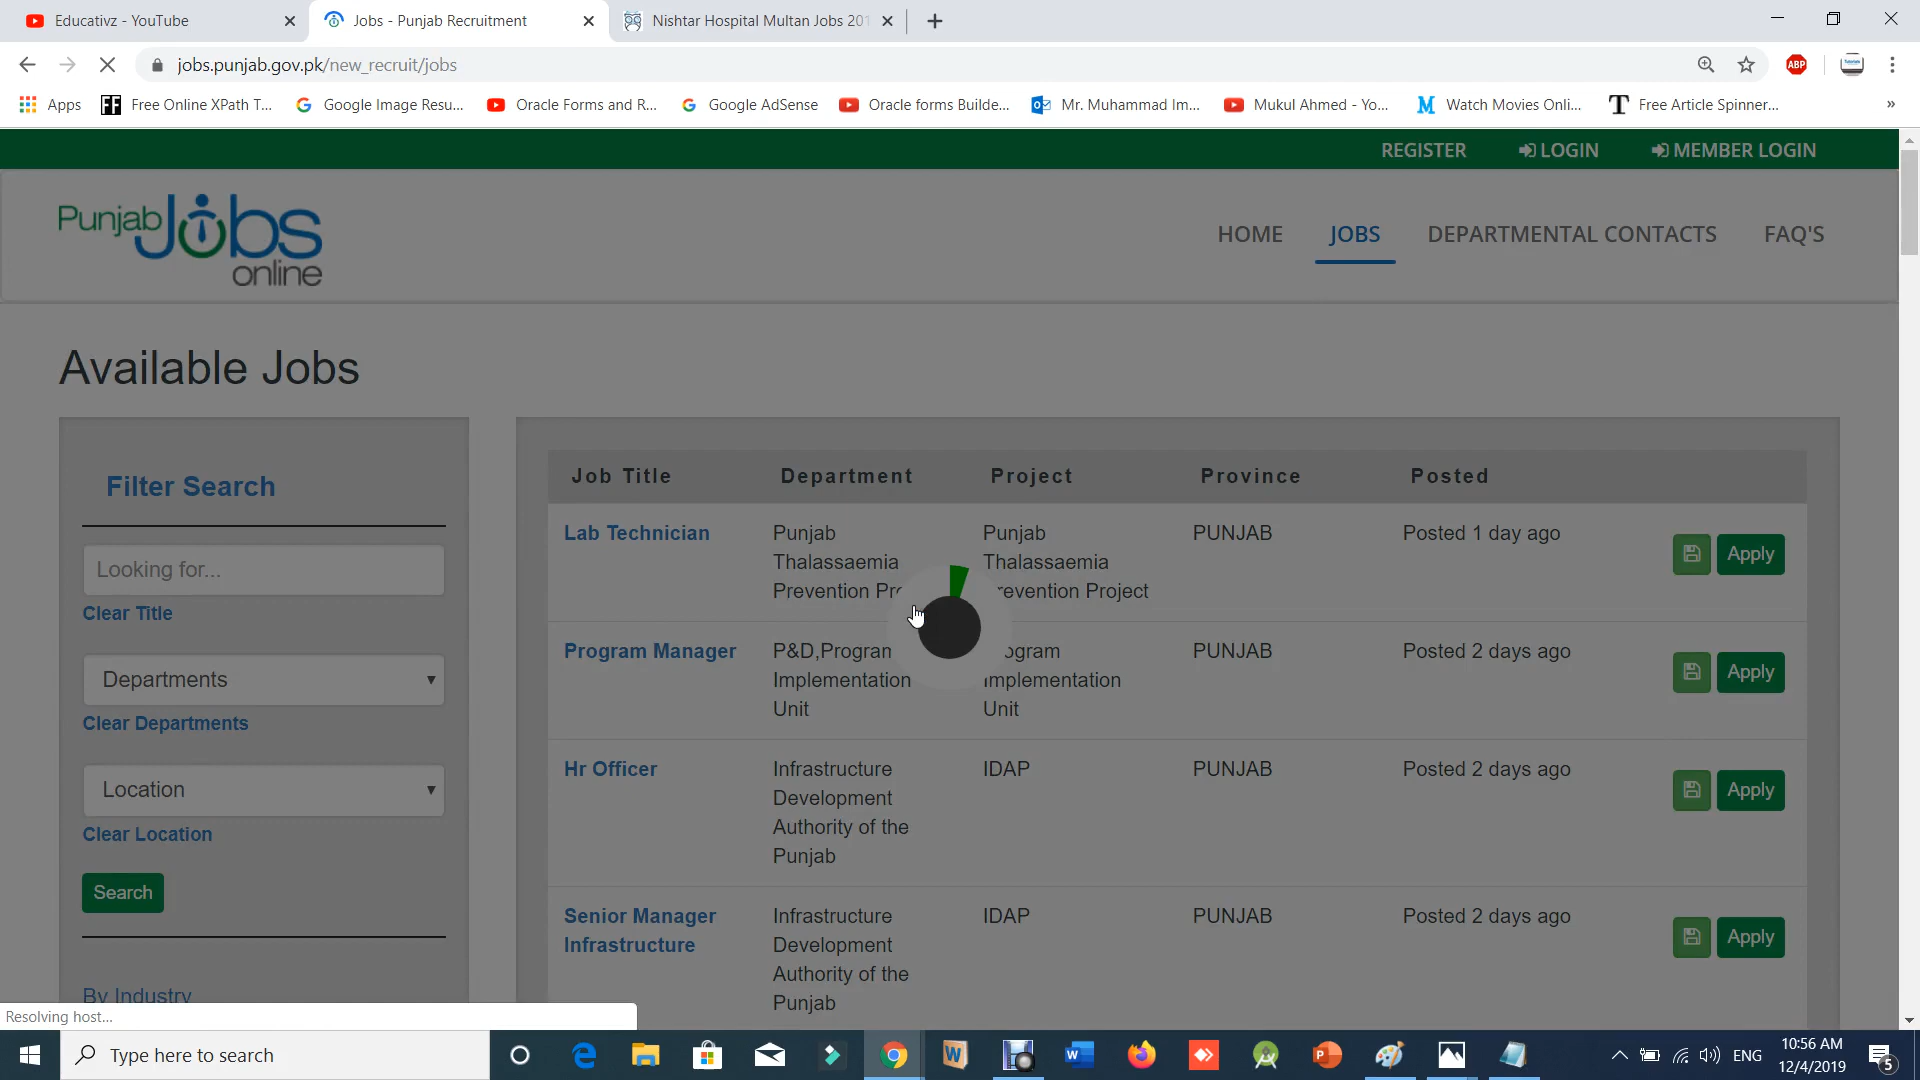 Educativz - YouTube
Jobs - Punjab Recruitment
Nishtar Hospital Multan Jobs 201
jobs.punjab.gov.pk/new_recruit/jobs
ABP
Apps
Free Online XPath T...
Google Image Resu...
Oracle Forms and R...
Google AdSense
Oracle forms Builde...
Mr. Muhammad Im...
Mukul Ahmed - Yo...
Watch Movies Onli...
Free Article Spinner...
»
REGISTER
LOGIN
MEMBER LOGIN
Punjab Jobs online
HOME
JOBS
DEPARTMENTAL CONTACTS
FAQ'S
Available Jobs
Filter Search
Looking for...
Clear Title
Departments
Clear Departments
Location
Clear Location
Search
By Industry
Job Title Department Project Province Posted
Lab Technician
Punjab
Thalassaemia
Prevention Pro
Punjab
Thalassaemia
revention Project
PUNJAB
Posted 1 day ago
Apply
Program Manager
P&D,Program
Implementation
Unit
ogram
Implementation
Unit
PUNJAB
Posted 2 days ago
Apply
Hr Officer
Infrastructure
Development
Authority of the
Punjab
IDAP
PUNJAB
Posted 2 days ago
Apply
Senior Manager
Infrastructure
Infrastructure
Development
Authority of the
Punjab
IDAP
PUNJAB
Posted 2 days ago
Apply
Resolving host...
Type here to search
ENG
10:56 AM
12/4/2019
5